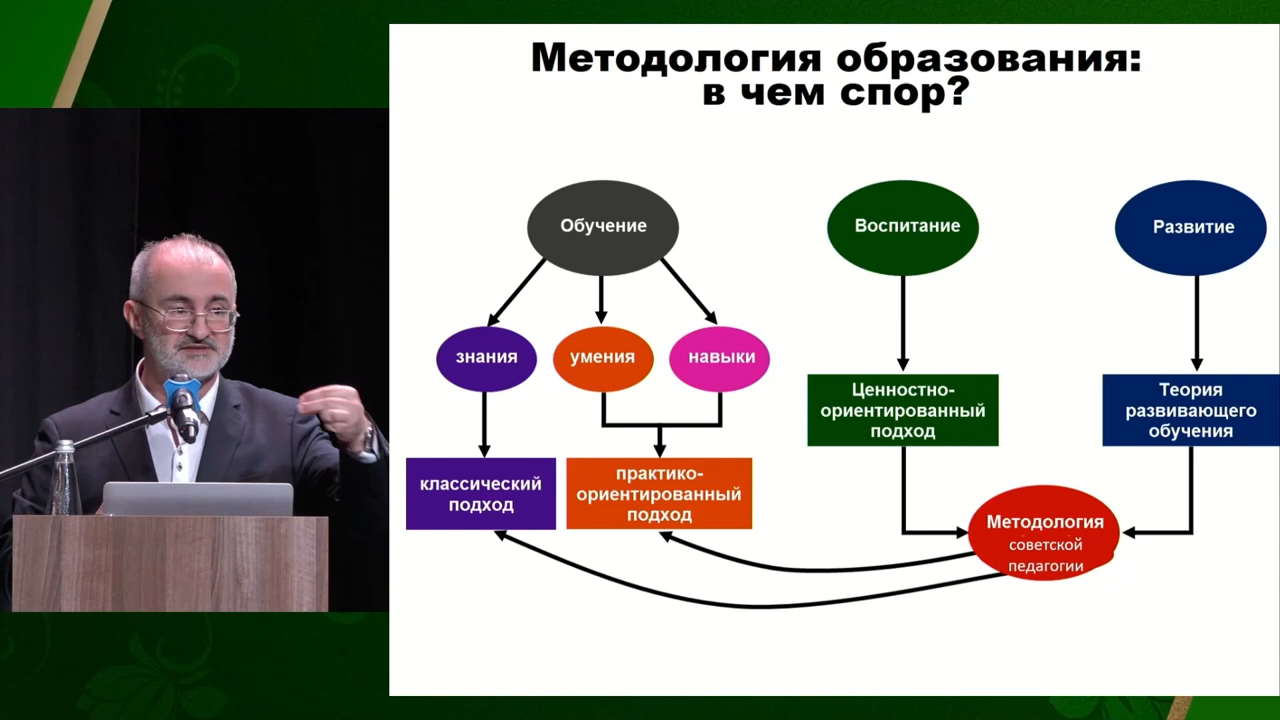 Методология образования:
в чем спор?
Обучение
Воспитание
Развитие
знания
умения
навыки
Ценностно-
ориентированный
подход
Теория
развивающего
обучения
классический
подход
практико-
ориентированный
подход
Методология
советской
педагогии